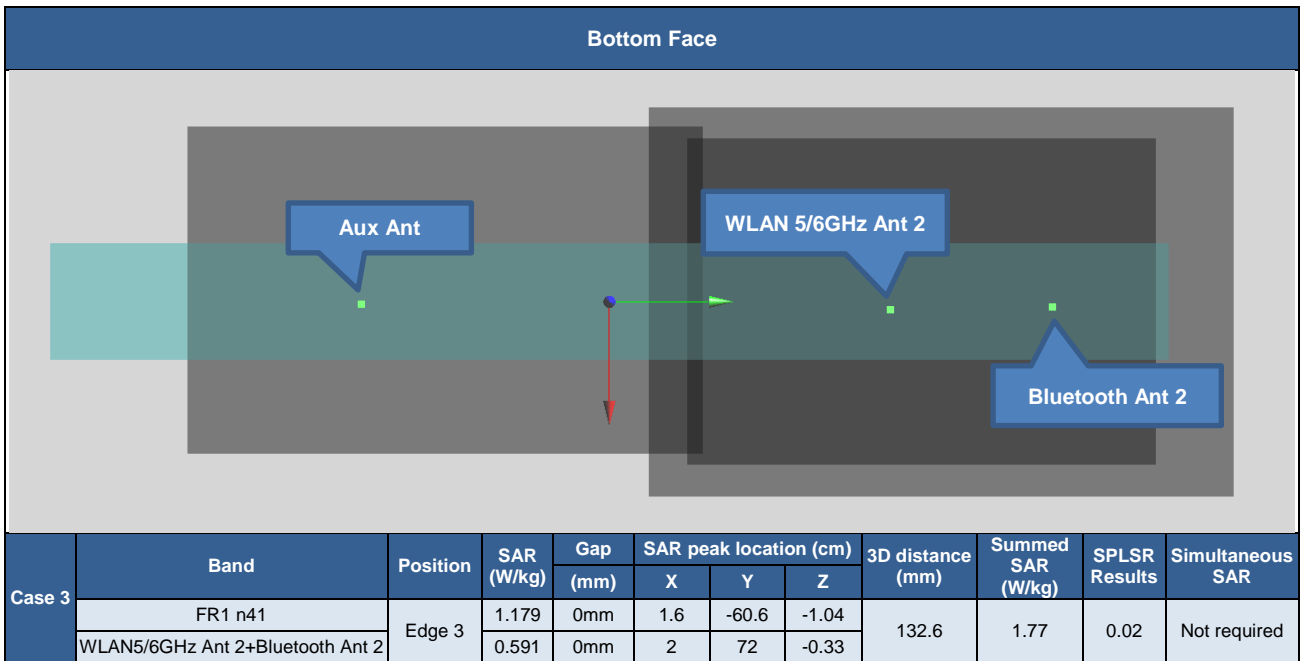 Bottom Face
Aux Ant
WLAN 5/6GHz Ant 2
Bluetooth Ant 2
Case 3 Band Position SAR (W/kg) Gap (mm) SAR peak location (cm) X Y Z 3D distance (mm) Summed SAR (W/kg) SPLSR Results Simultaneous SAR
FR1 n41 Edge 3 1.179 0mm 1.6 -60.6 -1.04 132.6 1.77 0.02 Not required
WLAN5/6GHz Ant 2+Bluetooth Ant 2 0.591 0mm 2 72 -0.33